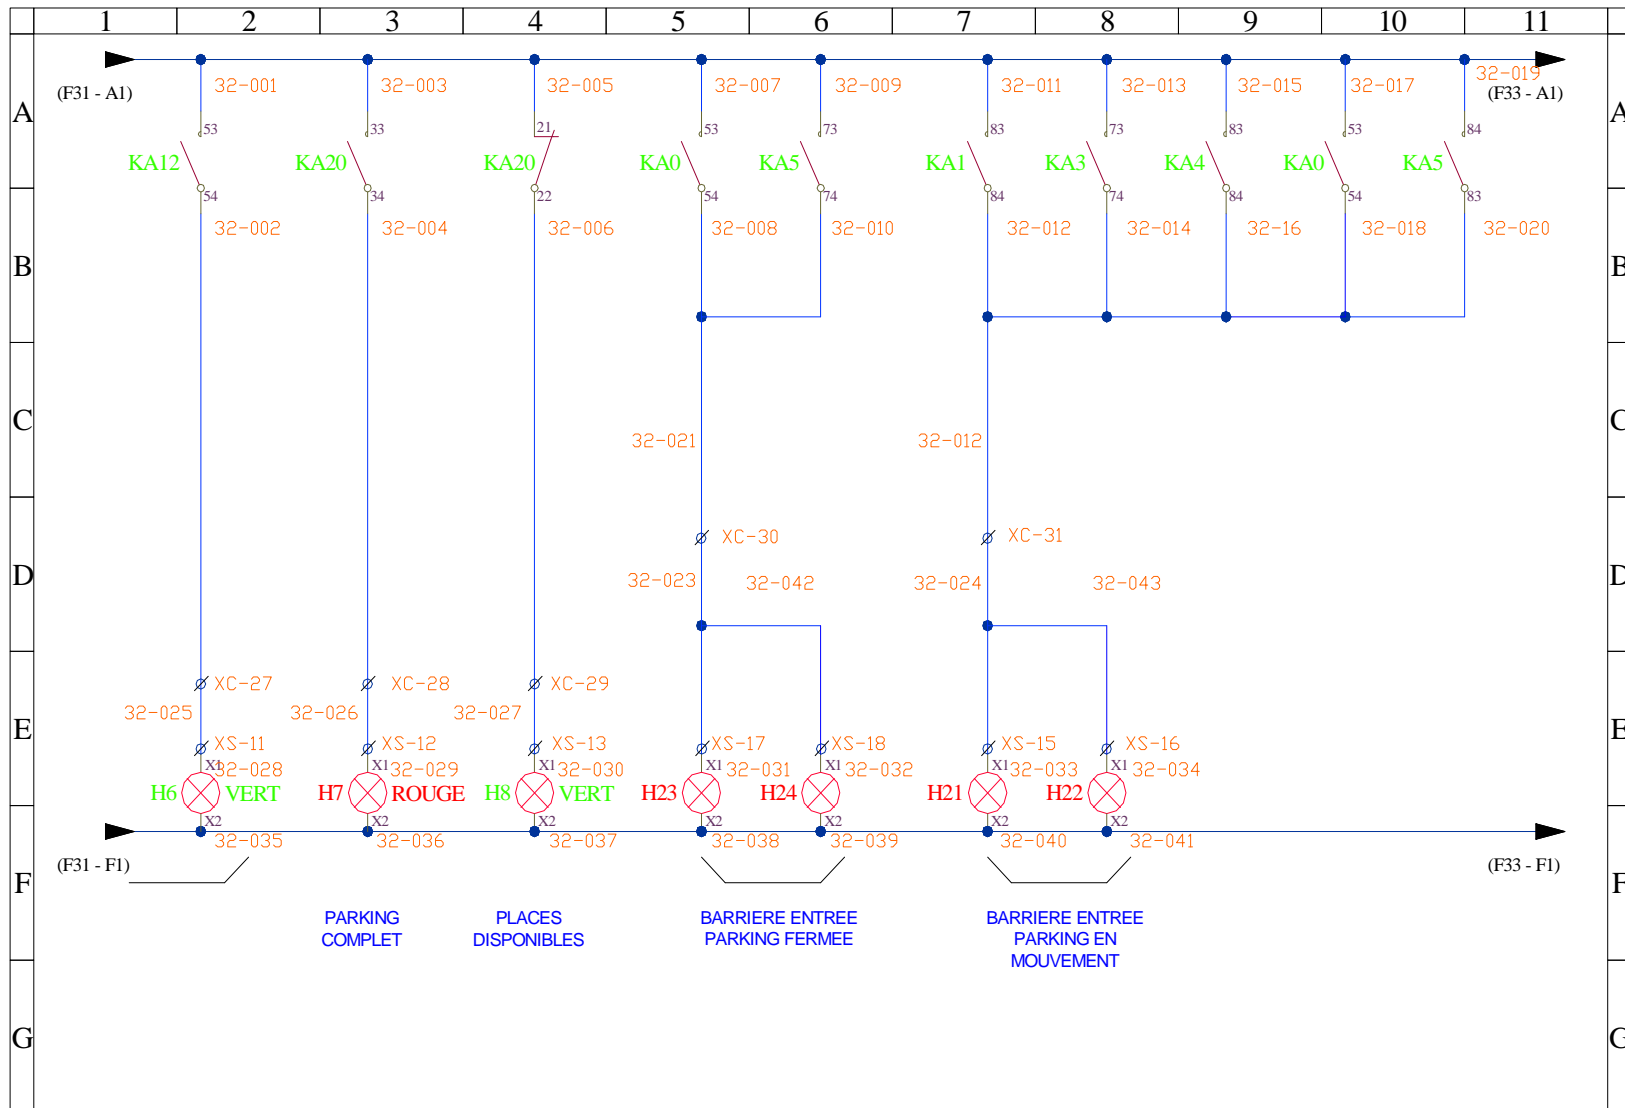 1 2 3 4 5 6 7 8 9 10 11
32-001 32-003 32-005 32-007 32-009 32-011 32-013 32-015 32-017 32-019
(F31 - A1) (F33 - A1)
A A
53 33 21 53 73 83 73 83 53 84
KA12 KA20 KA20 KA0 KA5 KA1 KA3 KA4 KA0 KA5
54 34 22 54 74 84 74 84 54 83
32-002 32-004 32-006 32-008 32-010 32-012 32-014 32-16 32-018 32-020
B B
C C
32-021 32-012
XC-30 XC-31
D D
32-023 32-042 32-024 32-043
XC-27 XC-28 XC-29
32-025 32-026 32-027
E E
XS-11 XS-12 XS-13 XS-17 XS-18 XS-15 XS-16
X1 X1 X1 X1 X1 X1 X1
32-028 32-029 32-030 32-031 32-032 32-033 32-034
H6 VERT H7 ROUGE H8 VERT H23 H24 H21 H22
X2 X2 X2 X2 X2 X2 X2
32-035 32-036 32-037 32-038 32-039 32-040 32-041
(F31 - F1) (F33 - F1)
F F
PARKING COMPLET
PLACES DISPONIBLES
BARRIERE ENTREE
PARKING FERMEE
BARRIERE ENTREE
PARKING EN
MOUVEMENT
G G